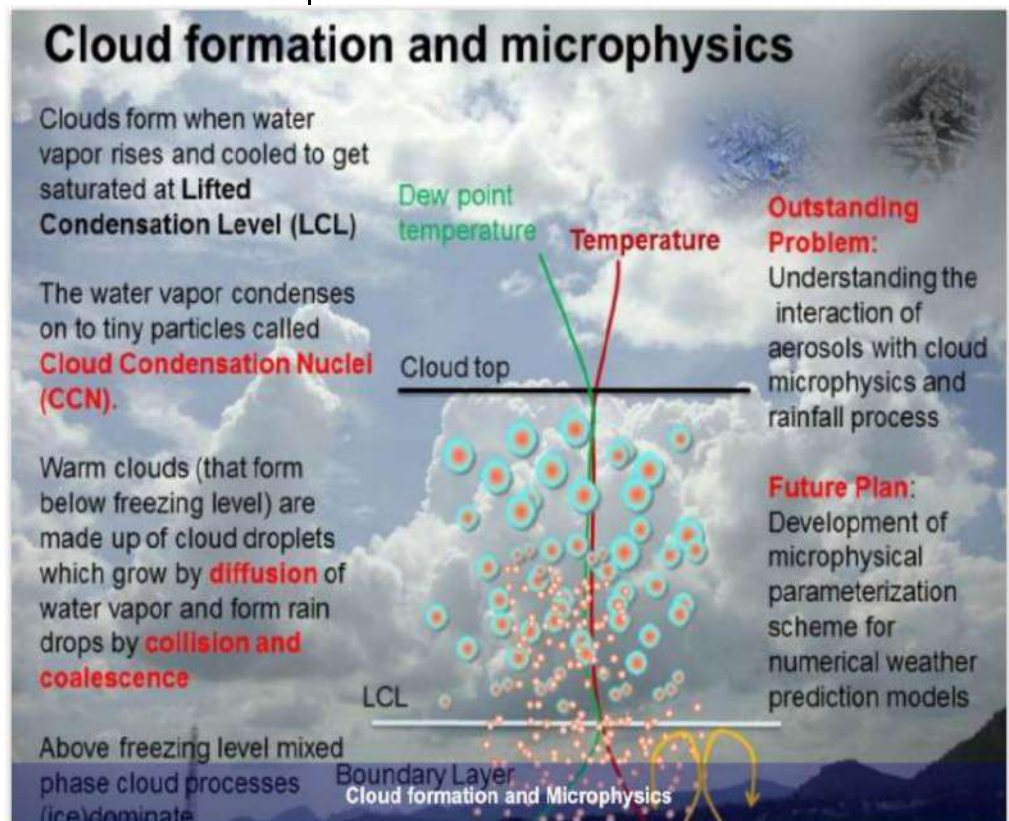 Cloud formation and microphysics
Clouds form when water
vapor rises and cooled to get
saturated at Lifted
Condensation Level (LCL)
The water vapor condenses
on to tiny particles called
Cloud Condensation Nuclei
(CCN).
Warm clouds (that form
below freezing level) are
made up of cloud droplets
which grow by diffusion of
water vapor and form rain
drops by collision and
coalescence
Above freezing level mixed
phase cloud processes
(ice)dominate
Dew point
temperature
Temperature
Cloud top
LCL
Boundary Layer
Outstanding
Problem:
Understanding the
interaction of
aerosols with cloud
microphysics and
rainfall process
Future Plan:
Development of
microphysical
parameterization
scheme for
numerical weather
prediction models
Cloud formation and Microphysics